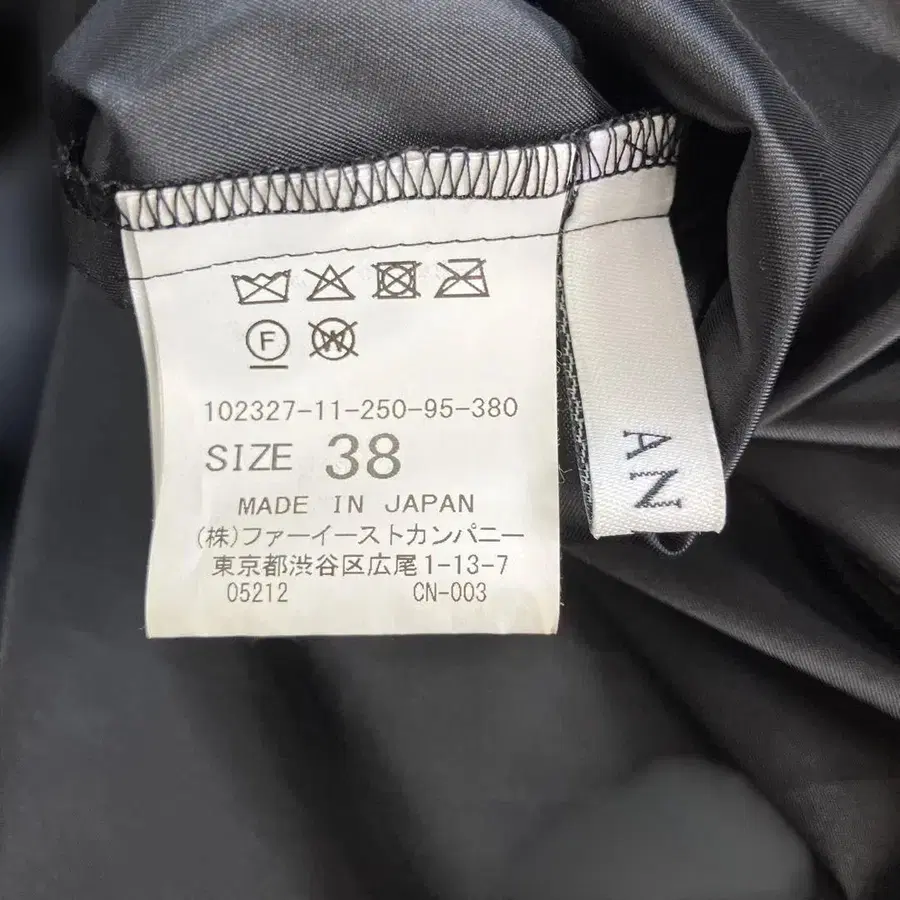 F
W
102327-11-250-95-380
SIZE 38
MADE IN JAPAN
(株)ファーイーストカンパニー
東京都渋谷区広尾1-13-7
05212 CN-003
AN